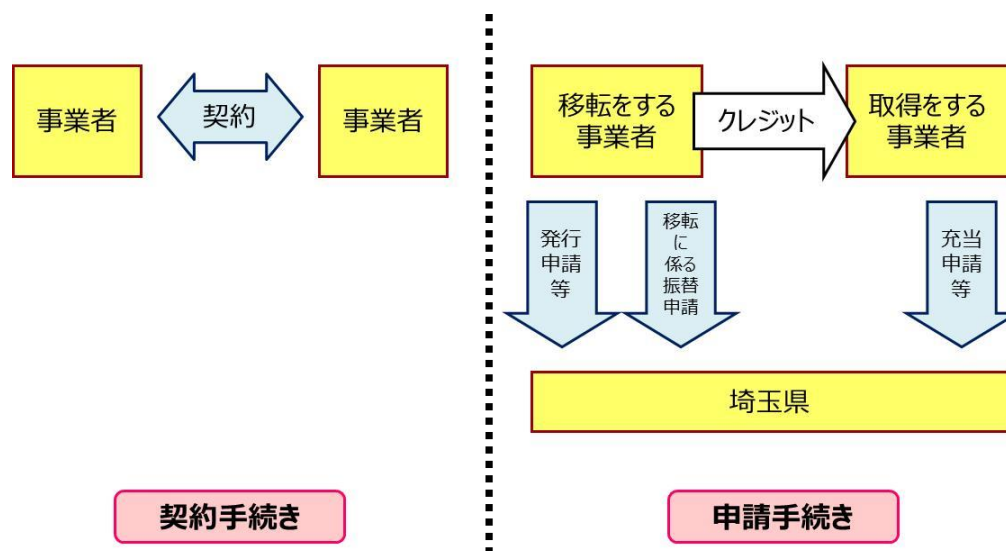 事業者
契約
事業者
契約手続き
移転をする
事業者
クレジット
取得をする
事業者
発行
申請
等
移転
に
係る
振替
申請
充当
申請
等
埼玉県
申請手続き